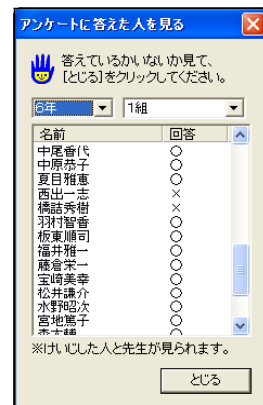 アンケートに答えた人を見る
答えているかいないか見て、
[とじる]をクリックしてください。
6年 1組
名前 回答
中尾香代 ○
中原恭子 ○
夏目雅恵 ○
西出一志 ×
橋詰秀樹 ×
羽村智香 ○
板東順司 ○
福井雅一 ○
藤倉栄一 ○
宝崎美幸 ○
松井謙介 ○
水野昭次 ○
宮地篤子 ○
※けいじした人と先生が見られます。
とじる